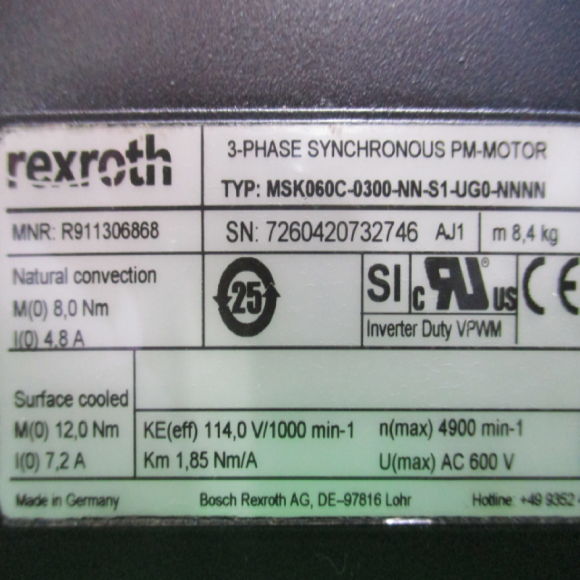 rexroth
3-PHASE SYNCHRONOUS PM-MOTOR
TYP: MSK060C-0300-NN-S1-UG0-NNNN
MNR: R911306868
SN: 7260420732746 AJ1
m 8,4 kg
Natural convection
M(0) 8,0 Nm
I(0) 4,8 A
25
SI
c RU US
CE
Inverter Duty VPWM
Surface cooled
M(0) 12,0 Nm
I(0) 7,2 A
KE(eff) 114,0 V/1000 min-1
Km 1,85 Nm/A
n(max) 4900 min-1
U(max) AC 600 V
Made in Germany
Bosch Rexroth AG, DE-97816 Lohr
Hotline: +49 9352